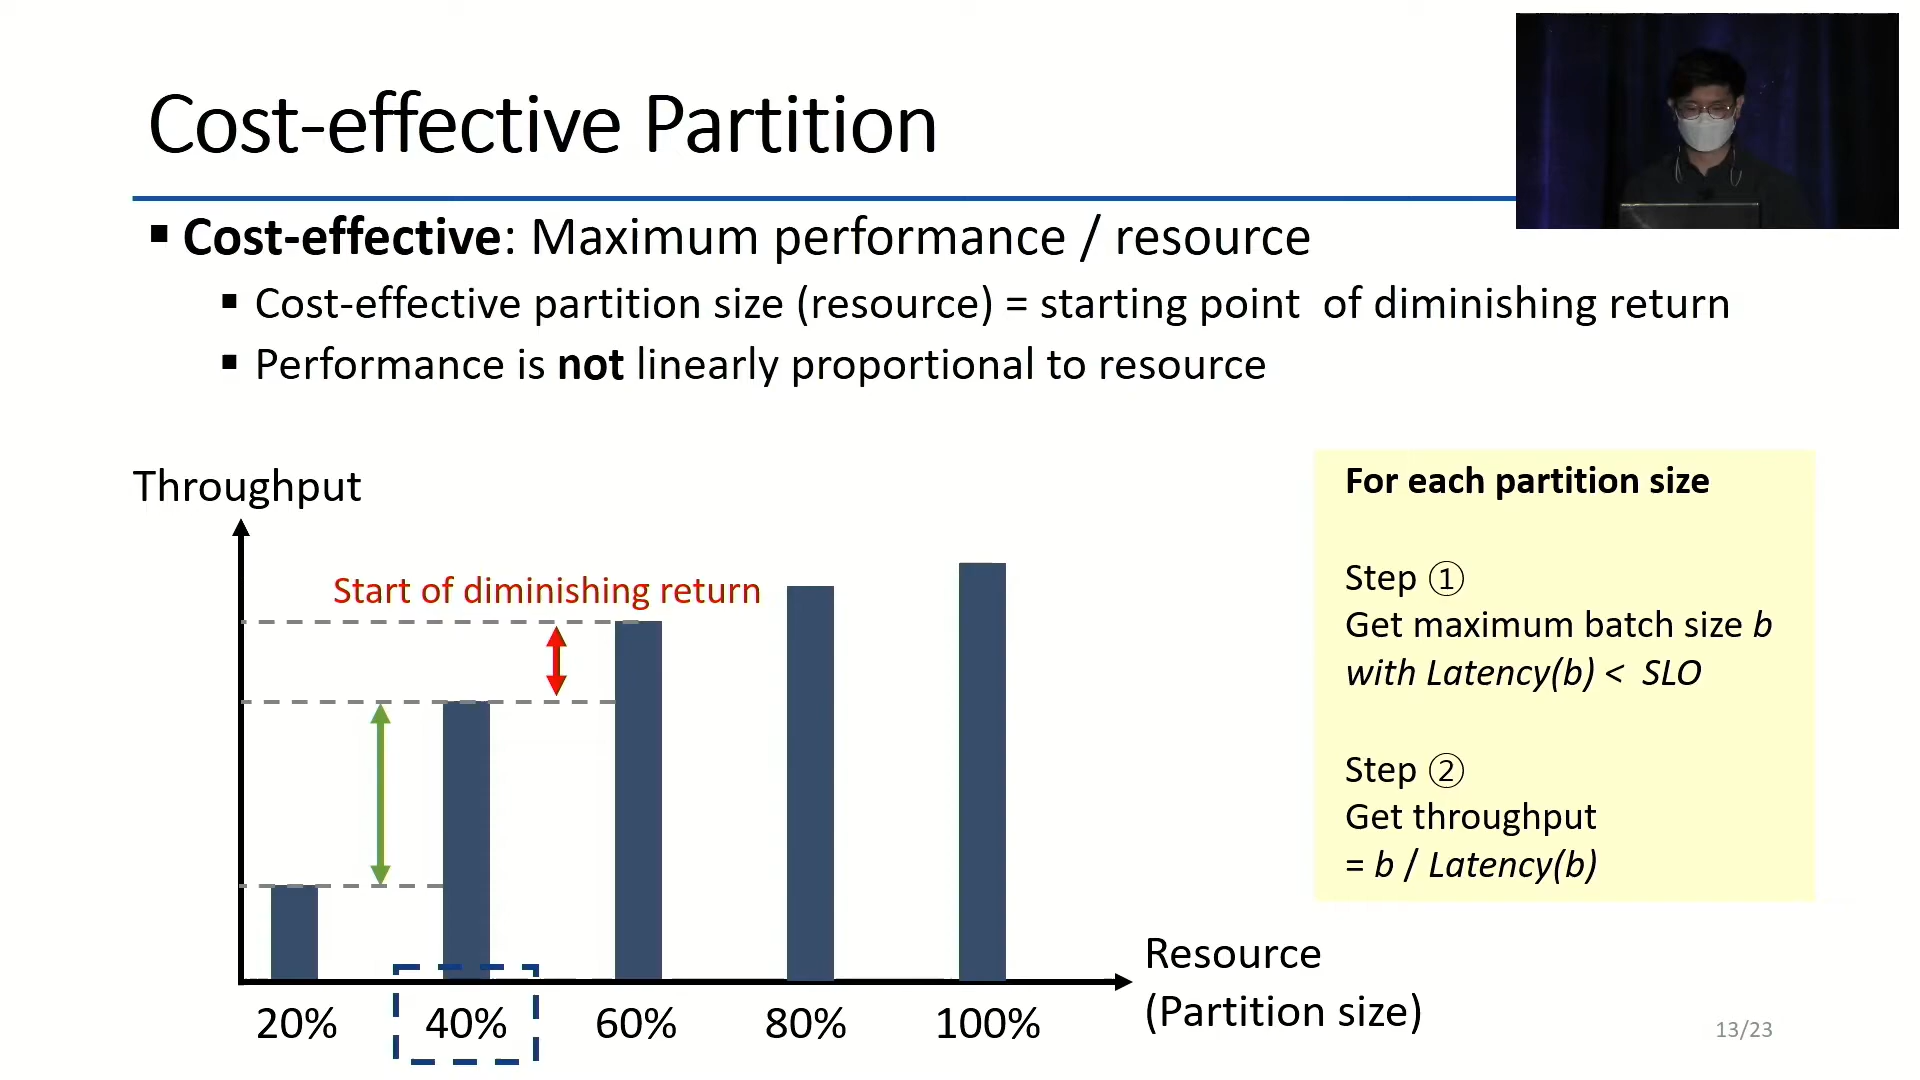 Cost-effective Partition
▪ Cost-effective: Maximum performance / resource
▪ Cost-effective partition size (resource) = starting point of diminishing return
▪ Performance is not linearly proportional to resource
Throughput
Start of diminishing return
20% 40% 60% 80% 100%
Resource
(Partition size)
For each partition size
Step ①
Get maximum batch size b
with Latency(b) < SLO
Step ②
Get throughput
= b / Latency(b)
13/23